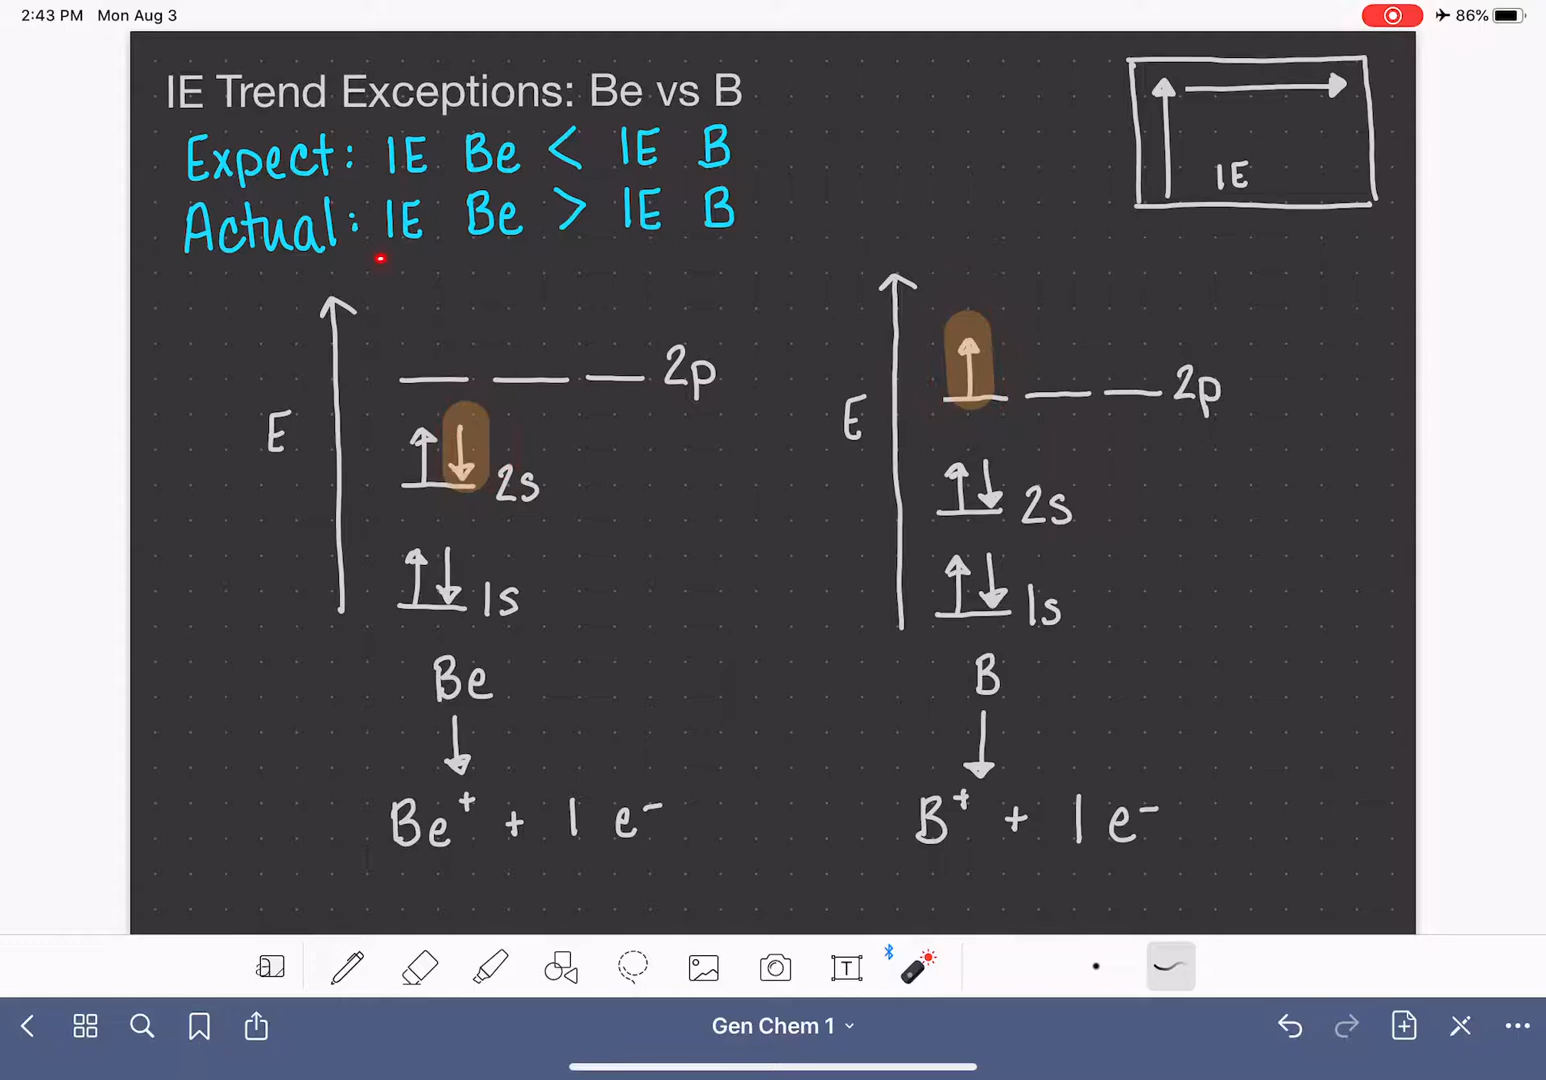 2:43 PM Mon Aug 3
86%
IE Trend Exceptions: Be vs B
Expect: IE Be < IE B
Actual: IE Be > IE B
IE
E
2p
2s
1s
Be
Be⁺ + 1 e⁻
E
2p
2s
1s
B
B⁺ + 1 e⁻
T
Gen Chem 1